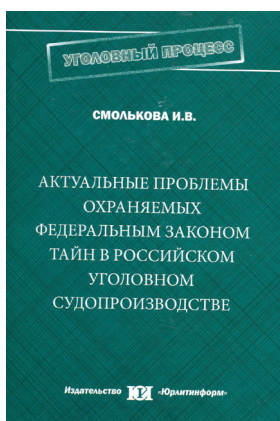 УГОЛОВНЫЙ ПРОЦЕСС
СМОЛЬКОВА И.В.
АКТУАЛЬНЫЕ ПРОБЛЕМЫ
ОХРАНЯЕМЫХ
ФЕДЕРАЛЬНЫМ ЗАКОНОМ
ТАЙН В РОССИЙСКОМ
УГОЛОВНОМ
СУДОПРОИЗВОДСТВЕ
Издательство «Юрлитинформ»